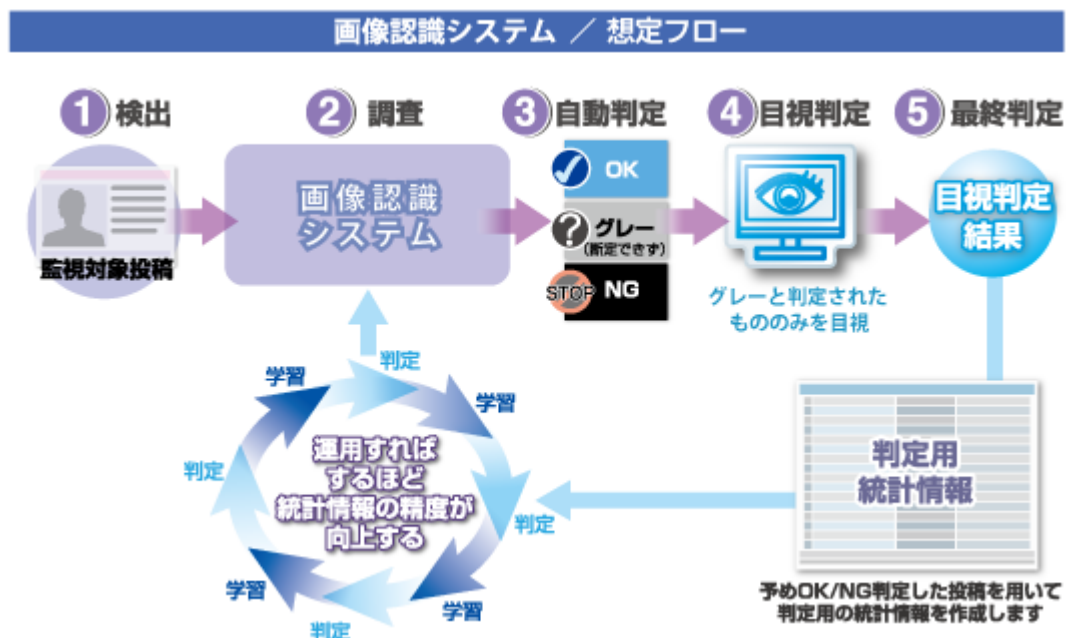 画像認識システム ／ 想定フロー
1 検出
2 調査
3 自動判定
4 目視判定
5 最終判定
監視対象投稿
画像認識
システム
OK
? グレー
(断定できず)
STOP NG
グレーと判定された
もののみを目視
目視判定
結果
判定用
統計情報
予めOK/NG判定した投稿を用いて
判定用の統計情報を作成します
判定
学習
判定
学習
判定
学習
判定
学習
運用すれば
するほど
統計情報の精度が
向上する